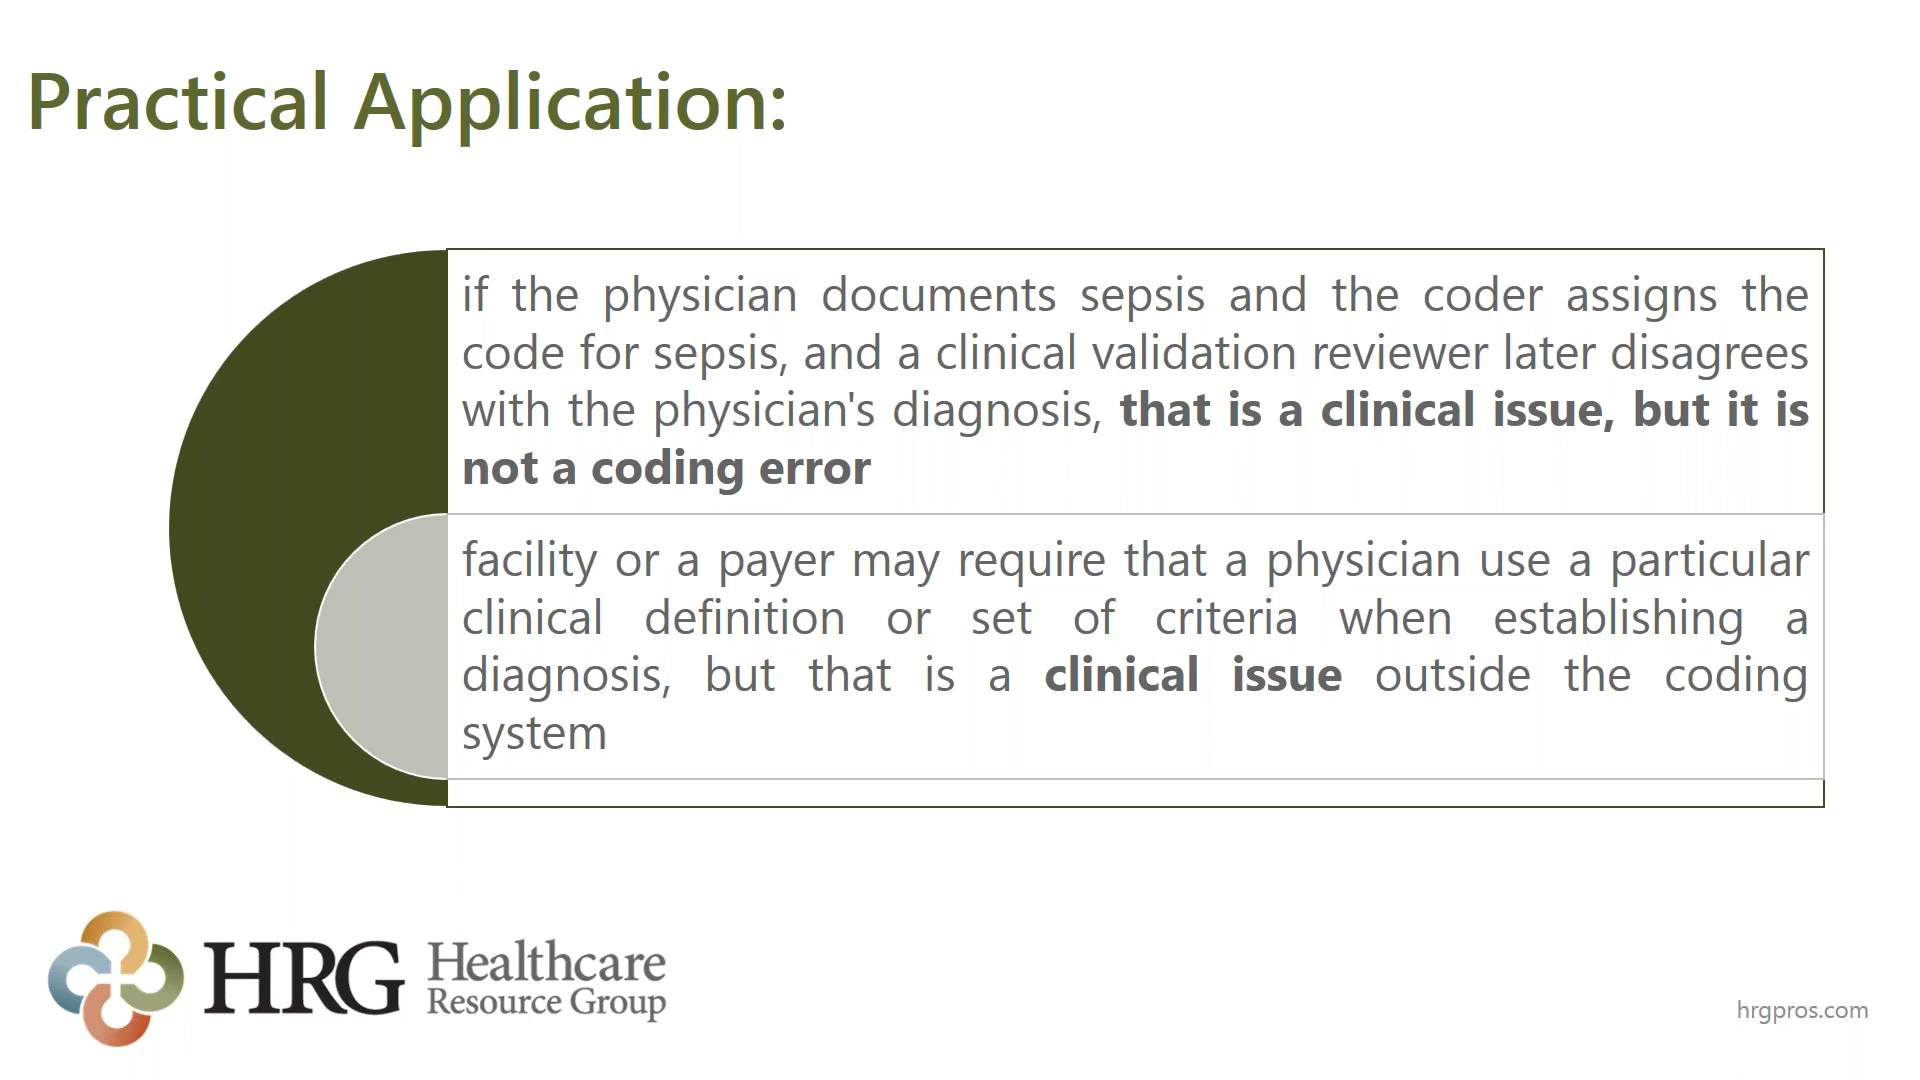 Practical Application:
if the physician documents sepsis and the coder assigns the
code for sepsis, and a clinical validation reviewer later disagrees
with the physician's diagnosis, that is a clinical issue, but it is
not a coding error
facility or a payer may require that a physician use a particular
clinical definition or set of criteria when establishing a
diagnosis, but that is a clinical issue outside the coding
system
HRG Healthcare
Resource Group
hrgpros.com